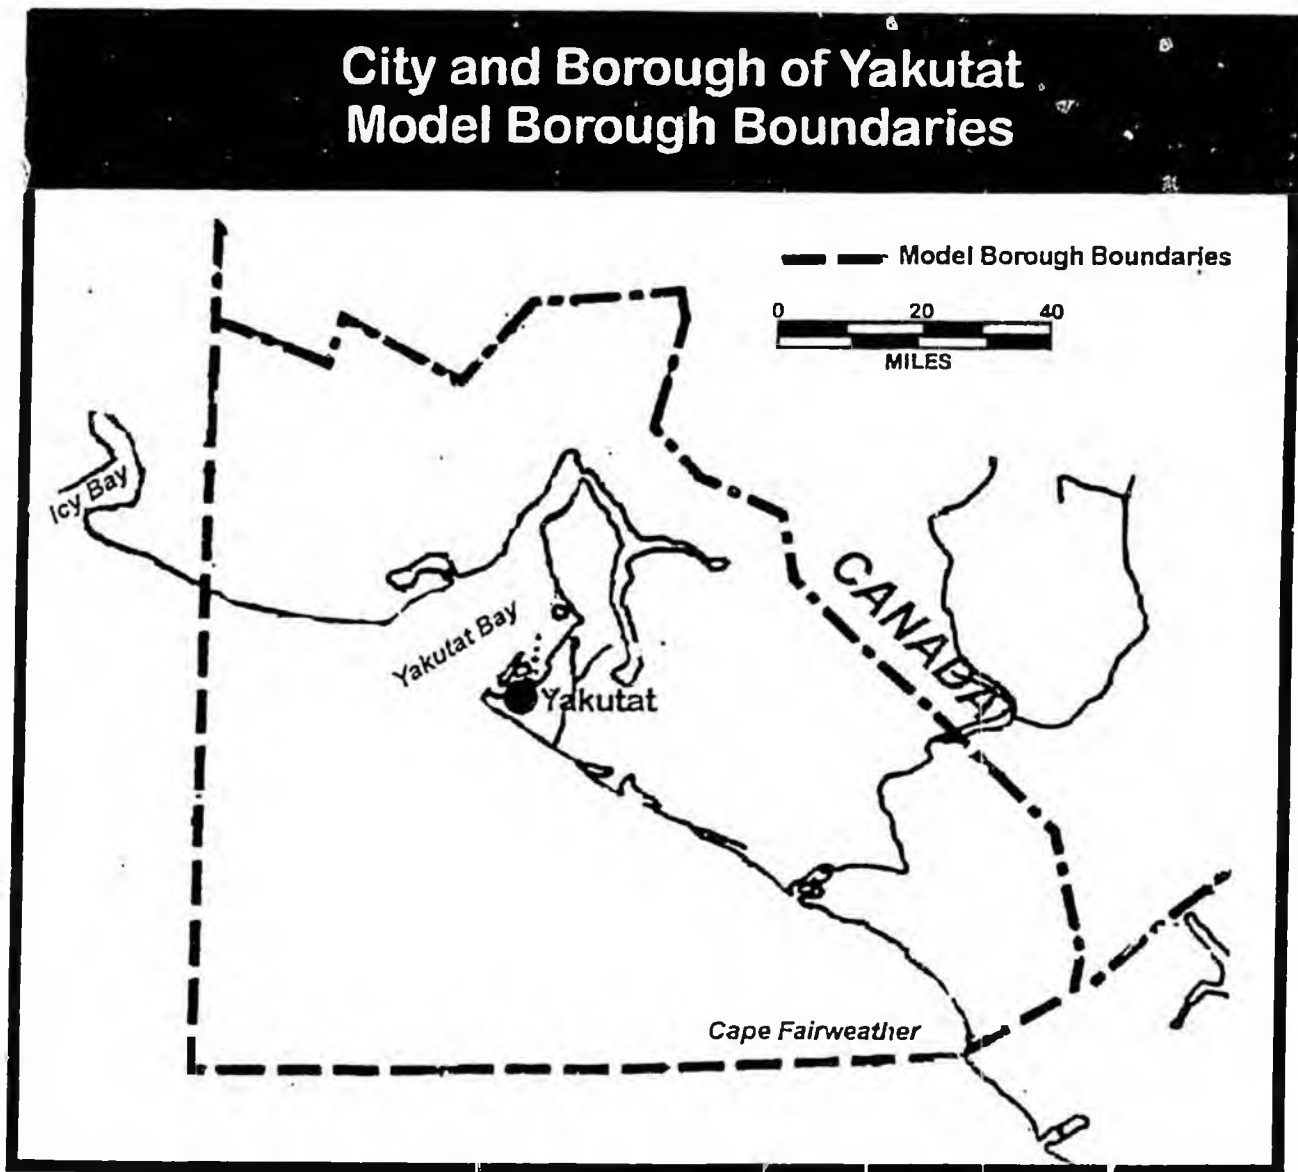 City and Borough of Yakutat
Model Borough Boundaries
Model Borough Boundaries
0 20 40
MILES
Icy Bay
CANADA
Yakutat Bay
Yakutat
Cape Fairweather